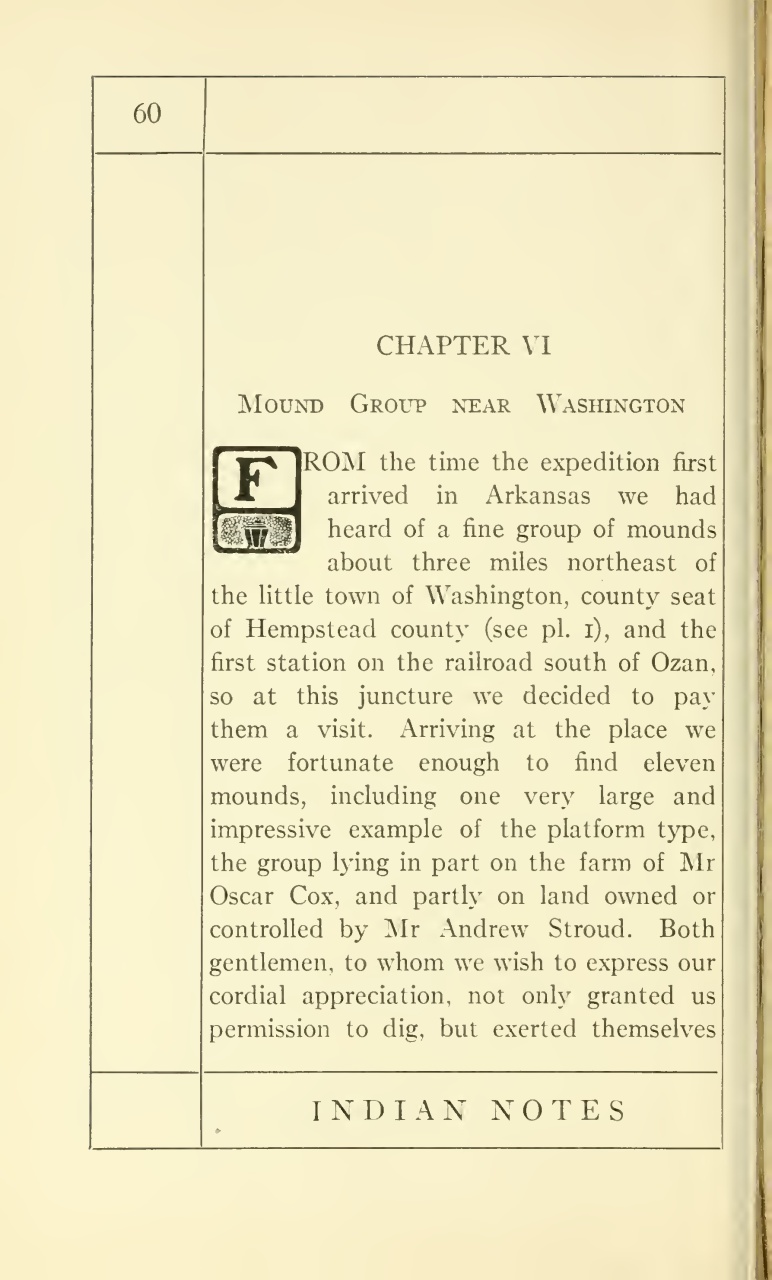 60
CHAPTER VI
Mound Group near Washington
FROM the time the expedition first
arrived in Arkansas we had
heard of a fine group of mounds
about three miles northeast of
the little town of Washington, county seat
of Hempstead county (see pl. I), and the
first station on the railroad south of Ozan,
so at this juncture we decided to pay
them a visit. Arriving at the place we
were fortunate enough to find eleven
mounds, including one very large and
impressive example of the platform type,
the group lying in part on the farm of Mr
Oscar Cox, and partly on land owned or
controlled by Mr Andrew Stroud. Both
gentlemen, to whom we wish to express our
cordial appreciation, not only granted us
permission to dig, but exerted themselves
INDIAN NOTES